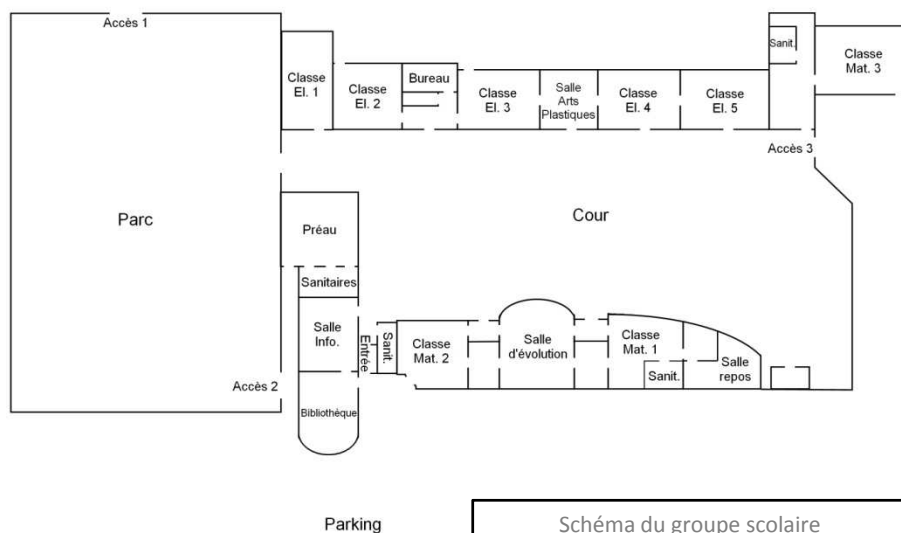 Accès 1
Classe
El. 1
Classe
El. 2
Bureau
Classe
El. 3
Salle
Arts
Plastiques
Classe
El. 4
Classe
El. 5
Sanit.
Classe
Mat. 3
Accès 3
Parc
Préau
Cour
Sanitaires
Salle
Info.
Entrée
Sanit.
Classe
Mat. 2
Salle
d'évolution
Classe
Mat. 1
Sanit.
Salle
repos
Accès 2
Bibliothèque
Parking
Schéma du groupe scolaire